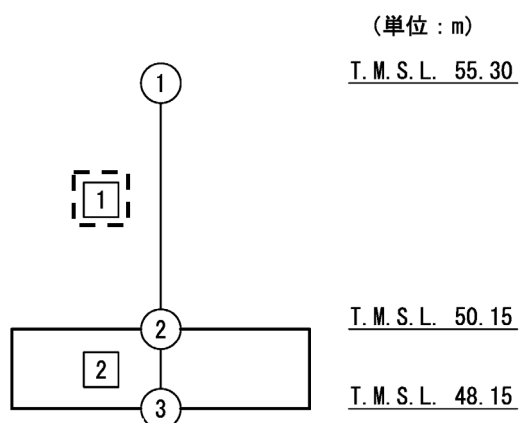 (単位：m)
① T.M.S.L. 55.30
1
② T.M.S.L. 50.15
2
③ T.M.S.L. 48.15